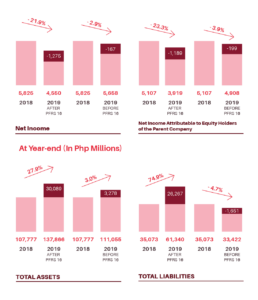 -21.9%
-2.9%
-1,275
-167
5,825 4,550 5,825 5,658
2018 2019 2018 2019
AFTER PFRS 16
BEFORE PFRS 16
Net Income
-23.3%
-3.9%
-1,189
-199
5,107 3,919 5,107 4,908
2018 2019 2018 2019
AFTER PFRS 16
BEFORE PFRS 16
Net Income Attributable to Equity Holders
of the Parent Company
At Year-end (In Php Millions)
27.9%
3.0%
30,089
3,278
107,777 137,866 107,777 111,055
2018 2019 2018 2019
AFTER PFRS 16
BEFORE PFRS 16
TOTAL ASSETS
74.9%
-4.7%
26,267
-1,651
35,073 61,340 35,073 33,422
2018 2019 2018 2019
AFTER PFRS 16
BEFORE PFRS 16
TOTAL LIABILITIES